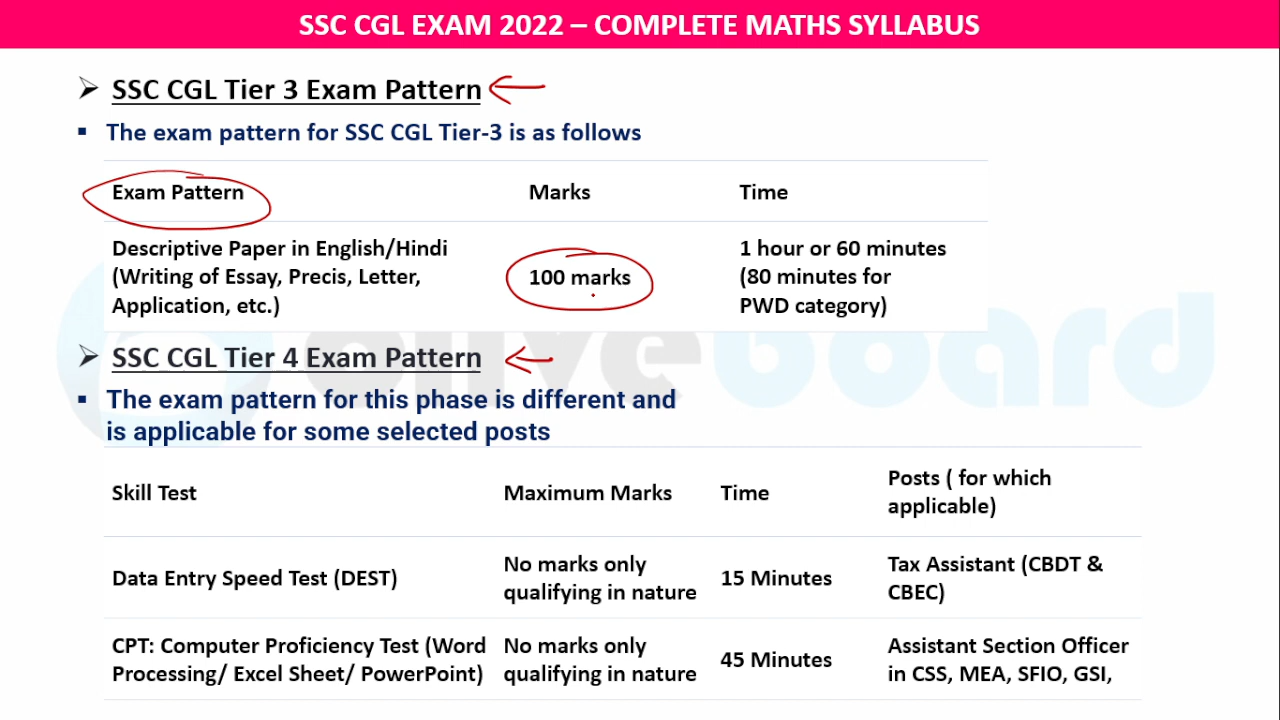 SSC CGL EXAM 2022 – COMPLETE MATHS SYLLABUS
SSC CGL Tier 3 Exam Pattern
The exam pattern for SSC CGL Tier-3 is as follows
Exam Pattern Marks Time
Descriptive Paper in English/Hindi
(Writing of Essay, Precis, Letter,
Application, etc.)
100 marks
1 hour or 60 minutes
(80 minutes for
PWD category)
oliveboard
SSC CGL Tier 4 Exam Pattern
The exam pattern for this phase is different and
is applicable for some selected posts
Skill Test Maximum Marks Time
Posts ( for which
applicable)
Data Entry Speed Test (DEST)
No marks only
qualifying in nature
15 Minutes
Tax Assistant (CBDT &
CBEC)
CPT: Computer Proficiency Test (Word
Processing/ Excel Sheet/ PowerPoint)
No marks only
qualifying in nature
45 Minutes
Assistant Section Officer
in CSS, MEA, SFIO, GSI,